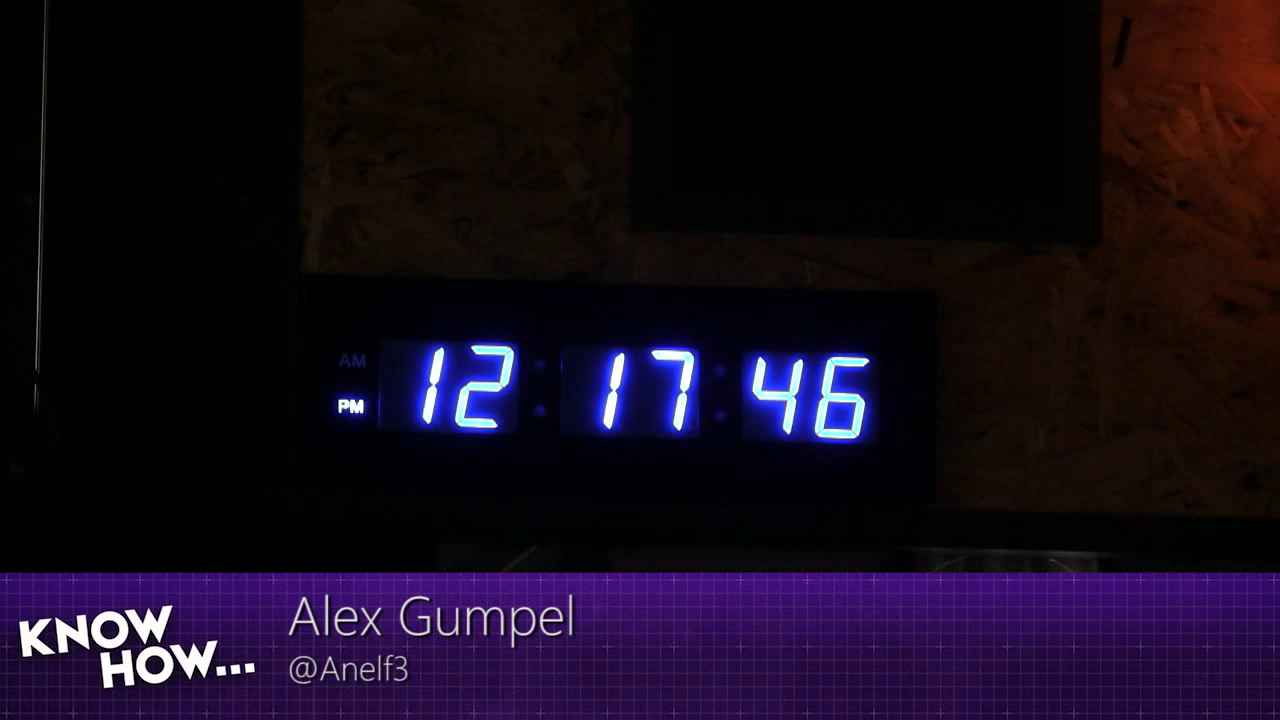 AM
PM
12 : 17 : 46
KNOW
HOW...
Alex Gumpel
@Anelf3